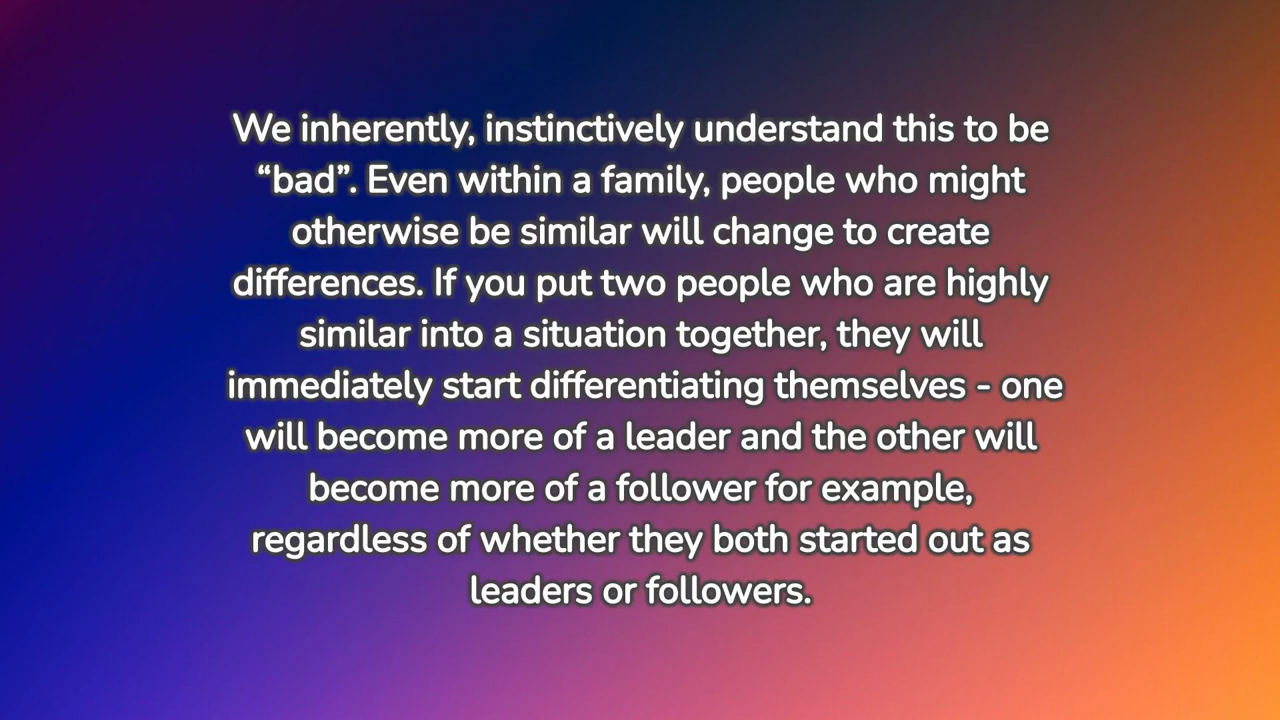 We inherently, instinctively understand this to be
“bad”. Even within a family, people who might
otherwise be similar will change to create
differences. If you put two people who are highly
similar into a situation together, they will
immediately start differentiating themselves - one
will become more of a leader and the other will
become more of a follower for example,
regardless of whether they both started out as
leaders or followers.